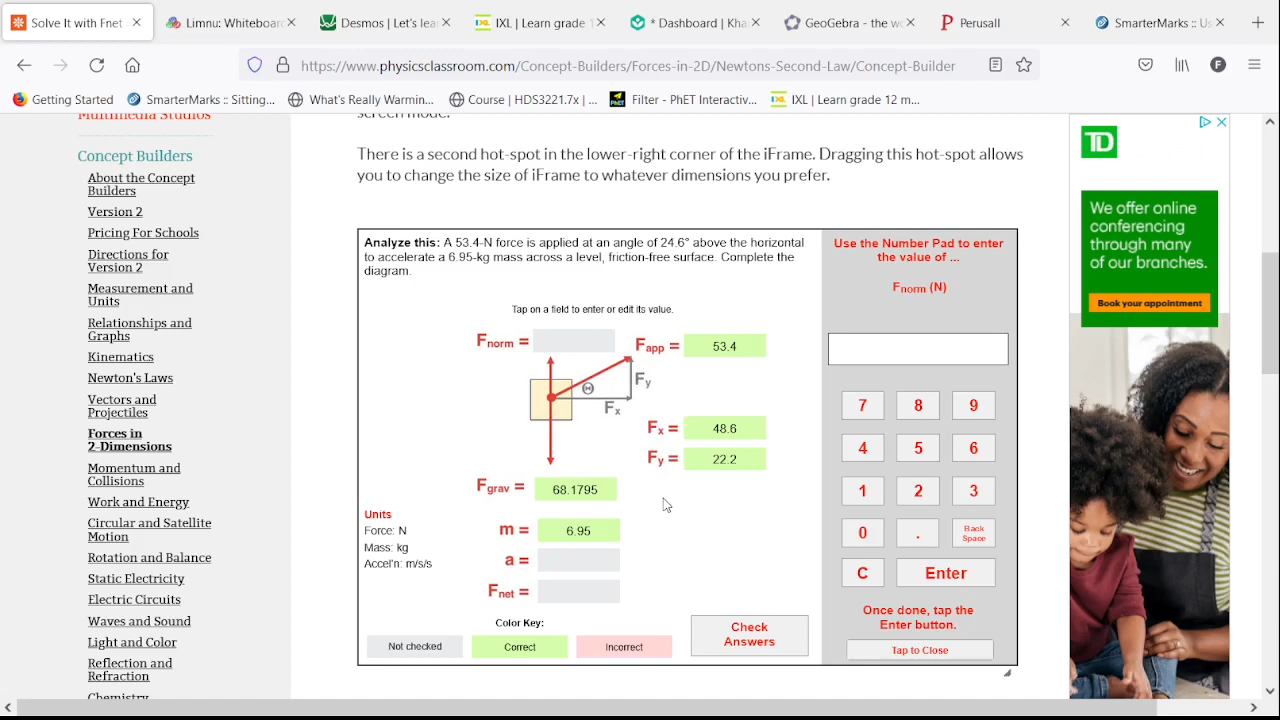 Solve It with Fnet
Limnu: Whiteboard
Desmos | Let's lea
IXL | Learn grade 1
* Dashboard | Kha
GeoGebra - the wo
Perusall
SmarterMarks :: Us
https://www.physicsclassroom.com/Concept-Builders/Forces-in-2D/Newtons-Second-Law/Concept-Builder
F
Getting Started
SmarterMarks :: Sitting...
What's Really Warmin...
Course | HDS3221.7x | ...
Filter - PhET Interactiv...
IXL | Learn grade 12 m...
Multimedia Studios
Concept Builders
About the Concept
Builders
Version 2
Pricing For Schools
Directions for
Version 2
Measurement and
Units
Relationships and
Graphs
Kinematics
Newton's Laws
Vectors and
Projectiles
Forces in
2-Dimensions
Momentum and
Collisions
Work and Energy
Circular and Satellite
Motion
Rotation and Balance
Static Electricity
Electric Circuits
Waves and Sound
Light and Color
Reflection and
Refraction
Chemistry
screen mode.
There is a second hot-spot in the lower-right corner of the iFrame. Dragging this hot-spot allows
you to change the size of iFrame to whatever dimensions you prefer.
Analyze this: A 53.4-N force is applied at an angle of 24.6° above the horizontal
to accelerate a 6.95-kg mass across a level, friction-free surface. Complete the
diagram.
Tap on a field to enter or edit its value.
Fnorm =
Fapp = 53.4
Θ
Fy
Fx
Fx = 48.6
Fy = 22.2
Fgrav = 68.1795
Units
Force: N
Mass: kg
Accel'n: m/s/s
m = 6.95
a =
Fnet =
Color Key:
Not checked
Correct
Incorrect
Check
Answers
Use the Number Pad to enter
the value of ...
Fnorm (N)
7 8 9
4 5 6
1 2 3
0 . Back
Space
C Enter
Once done, tap the
Enter button.
Tap to Close
TD
We offer online
conferencing
through many
of our branches.
Book your appointment